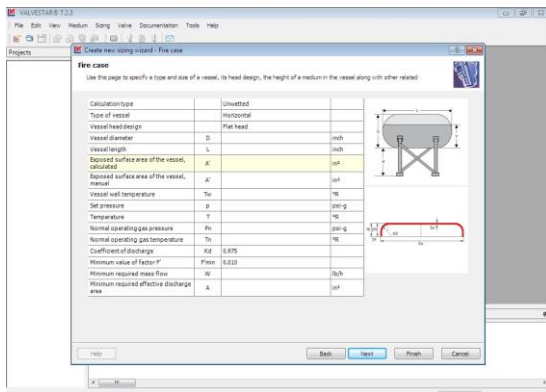 VALVESTAR® 7.2.3
File Edit View Medium Sizing Valve Documentation Tools Help
Projects
Create new sizing wizard - Fire case
Fire case
Use this page to specify a type and size of a vessel, its head design, the height of a medium in the vessel along with other related
Calculation type Unwetted
Type of vessel Horizontal
Vessel head design Flat head
Vessel diameter D inch
Vessel length L inch
Exposed surface area of the vessel, calculated A' in²
Exposed surface area of the vessel, manual A' in²
Vessel wall temperature Tw °R
Set pressure p psi-g
Temperature T °R
Normal operating gas pressure Pn psi-g
Normal operating gas temperature Tn °R
Coefficient of discharge Kd 0.975
Minimum value of factor F' F'min 0.010
Minimum required mass flow W lb/h
Minimum required effective discharge area A in²
Help Back Next Finish Cancel